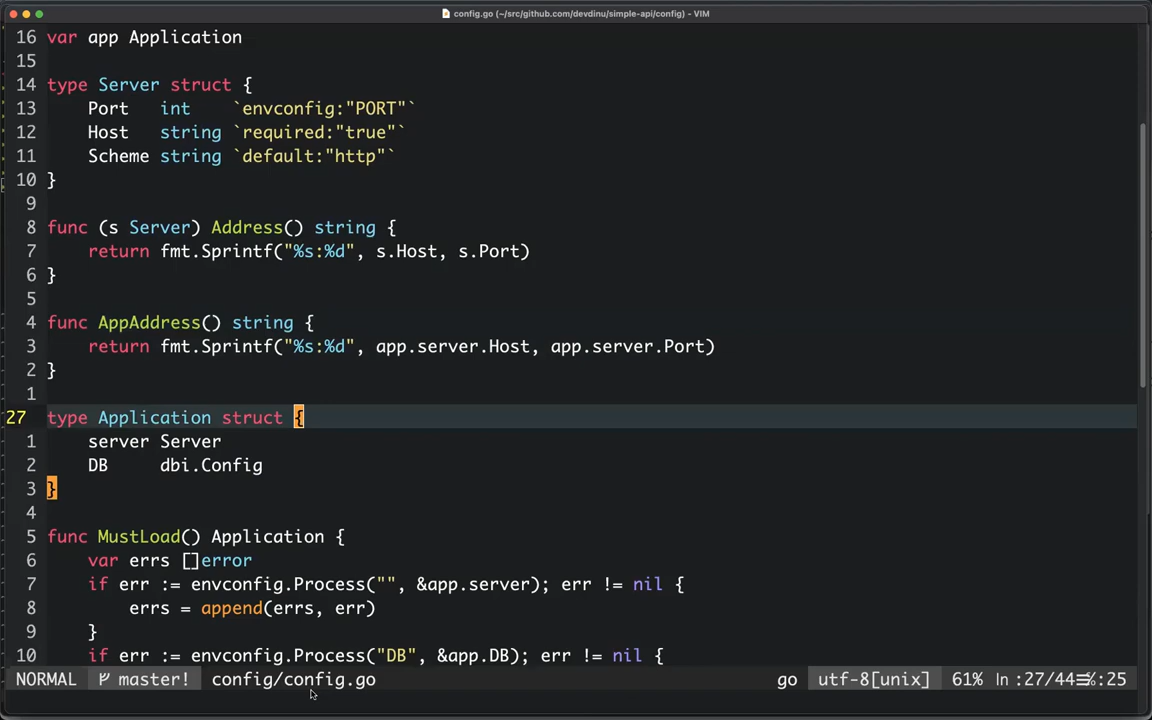 config.go (~/src/github.com/devdinu/simple-api/config) - VIM
16 var app Application
15
14 type Server struct {
13     Port   int    `envconfig:"PORT"`
12     Host   string `required:"true"`
11     Scheme string `default:"http"`
10 }
9
8 func (s Server) Address() string {
7     return fmt.Sprintf("%s:%d", s.Host, s.Port)
6 }
5
4 func AppAddress() string {
3     return fmt.Sprintf("%s:%d", app.server.Host, app.server.Port)
2 }
1
27 type Application struct {
1     server Server
2     DB     dbi.Config
3 }
4
5 func MustLoad() Application {
6     var errs []error
7     if err := envconfig.Process("", &app.server); err != nil {
8         errs = append(errs, err)
9     }
10     if err := envconfig.Process("DB", &app.DB); err != nil {
NORMAL master! config/config.go go utf-8[unix] 61% ln :27/44≡%:25